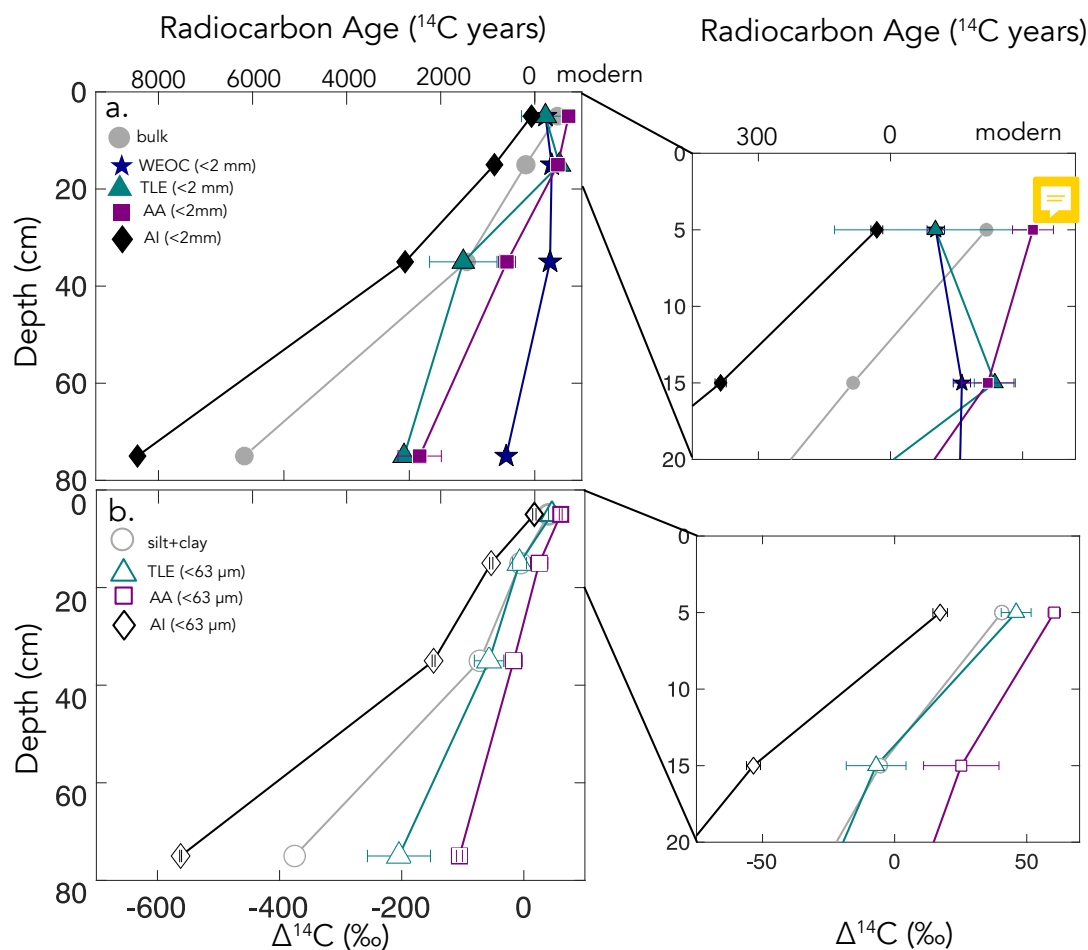 Radiocarbon Age (¹⁴C years)
Radiocarbon Age (¹⁴C years)
8000 6000 4000 2000 0 modern
300 0 modern
0
20
40
60
80
Depth (cm)
a.
bulk
WEOC (<2 mm)
TLE (<2 mm)
AA (<2mm)
AI (<2mm)
0
5
10
15
20
0
20
40
60
80
Depth (cm)
b.
silt+clay
TLE (<63 µm)
AA (<63 µm)
AI (<63 µm)
-600 -400 -200 0
Δ¹⁴C (‰)
0
5
10
15
20
-50 0 50
Δ¹⁴C (‰)